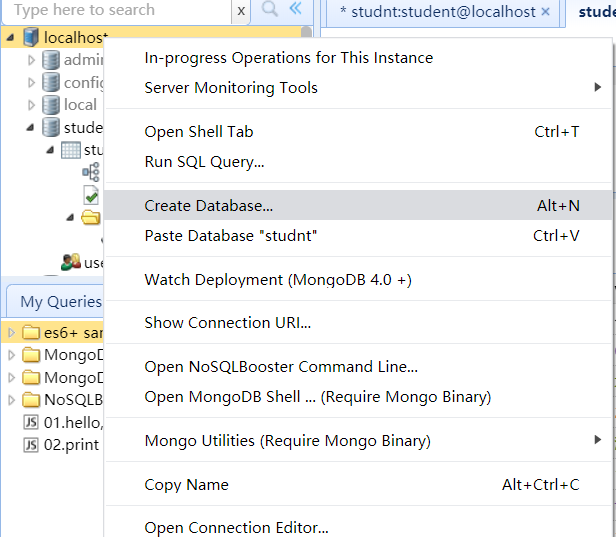 Type here to search x
* studnt:student@localhost ×
stude
localhost
admin
config
local
stude
stu
use
In-progress Operations for This Instance
Server Monitoring Tools
Open Shell Tab Ctrl+T
Run SQL Query...
Create Database... Alt+N
Paste Database "studnt" Ctrl+V
Watch Deployment (MongoDB 4.0 +)
Show Connection URI...
Open NoSQLBooster Command Line...
Open MongoDB Shell ... (Require Mongo Binary)
Mongo Utilities (Require Mongo Binary)
Copy Name Alt+Ctrl+C
Open Connection Editor...
My Queries
es6+ sam
MongoD
MongoD
NoSQLB
JS 01.hello,
JS 02.print